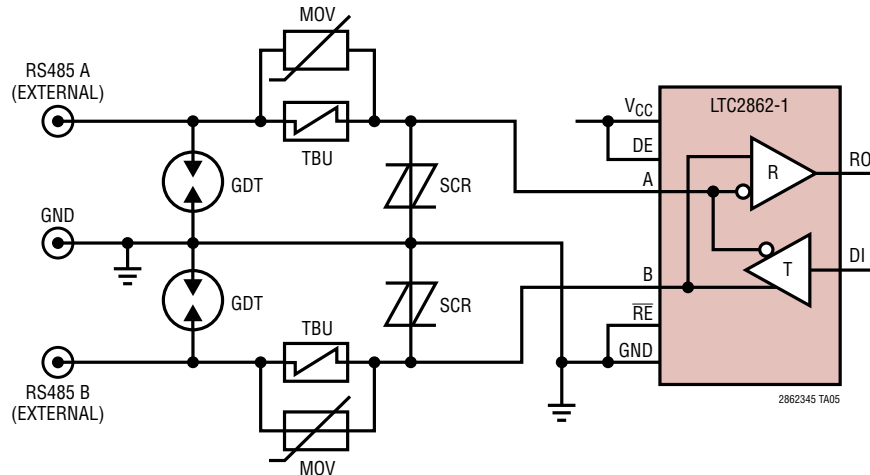 MOV
RS485 A
(EXTERNAL)
TBU
GDT
SCR
GND
GDT
SCR
TBU
RS485 B
(EXTERNAL)
MOV
VCC
LTC2862-1
DE
A
R
RO
T
DI
B
RE
GND
2862345 TA05